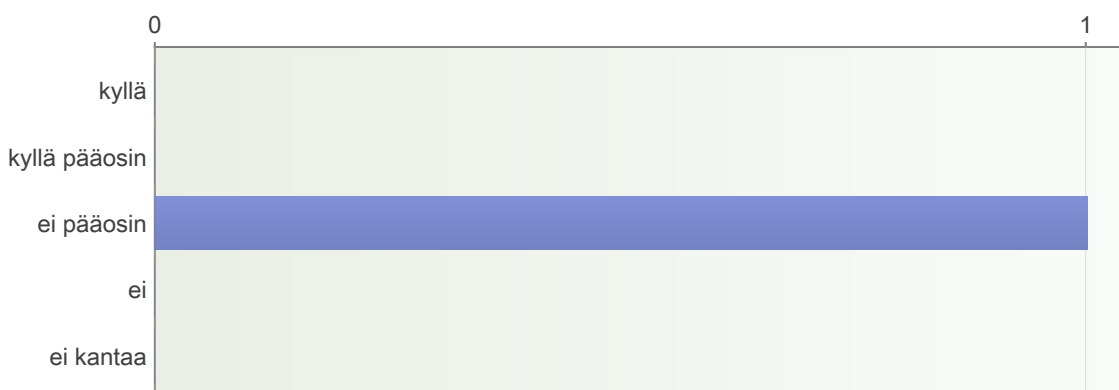 0 1
kyllä
kyllä pääosin
ei pääosin
ei
ei kantaa